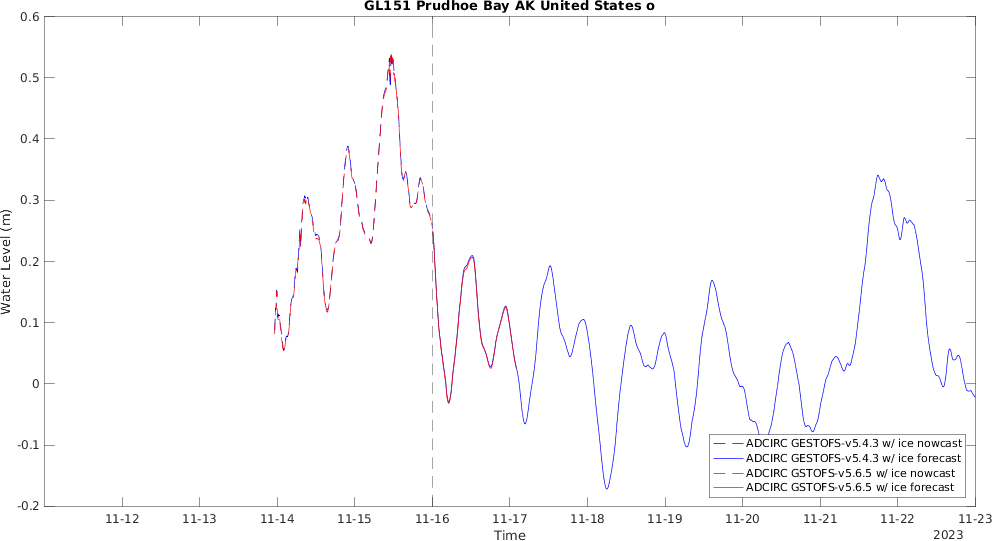 GL151 Prudhoe Bay AK United States o
0.6
0.5
0.4
0.3
0.2
0.1
0
-0.1
-0.2
Water Level (m)
ADCIRC GESTOFS-v5.4.3 w/ ice nowcast
ADCIRC GESTOFS-v5.4.3 w/ ice forecast
ADCIRC GSTOFS-v5.6.5 w/ ice nowcast
ADCIRC GSTOFS-v5.6.5 w/ ice forecast
11-12 11-13 11-14 11-15 11-16 11-17 11-18 11-19 11-20 11-21 11-22 11-23
Time
2023